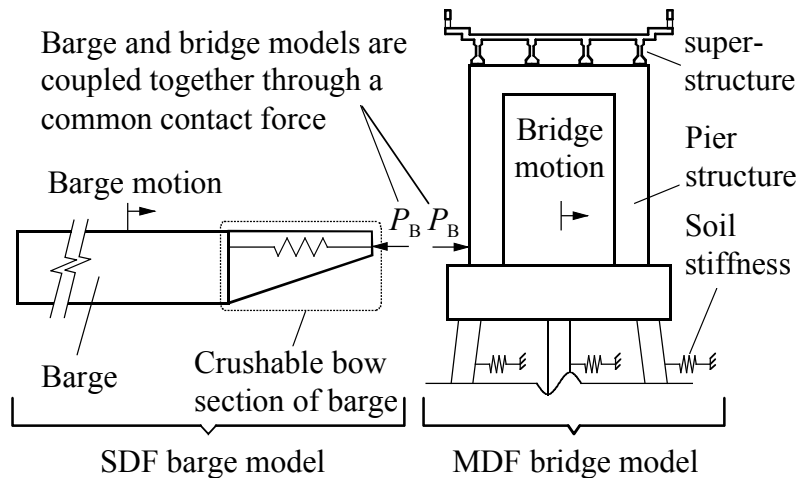 Barge and bridge models are
coupled together through a
common contact force
super-
structure
Bridge
motion
Pier
structure
Barge motion
P_B P_B
Soil
stiffness
Barge
Crushable bow
section of barge
SDF barge model
MDF bridge model